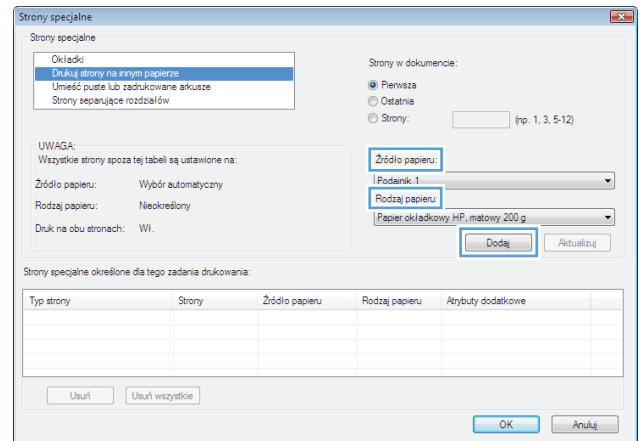 Strony specjalne
Strony specjalne
Okładki
Drukuj strony na innym papierze
Umieść puste lub zadrukowane arkusze
Strony separujące rozdziałów
Strony w dokumencie:
Pierwsza
Ostatnia
Strony: (np. 1, 3, 5-12)
UWAGA:
Wszystkie strony spoza tej tabeli są ustawione na:
Źródło papieru: Wybór automatyczny
Rodzaj papieru: Nieokreślony
Druk na obu stronach: Wł.
Źródło papieru:
Podajnik 1
Rodzaj papieru:
Papier okładkowy HP, matowy 200 g
Dodaj Aktualizuj
Strony specjalne określone dla tego zadania drukowania:
Typ strony Strony Źródło papieru Rodzaj papieru Atrybuty dodatkowe
Usuń Usuń wszystkie
OK Anuluj